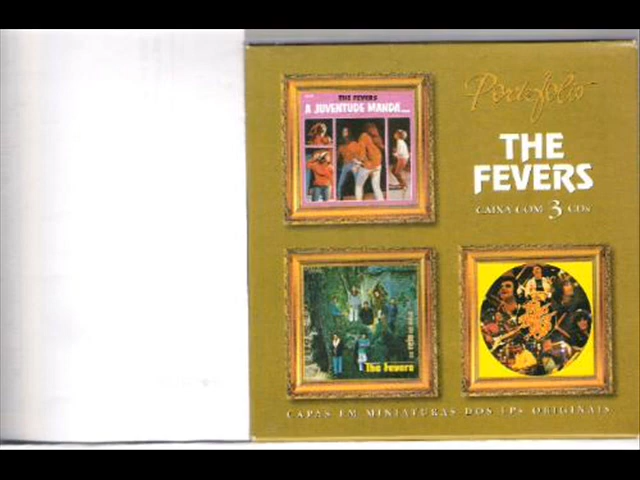 THE FEVERS
A JUVENTUDE MANDA....
Portfolio
THE
FEVERS
CAIXA COM 3 CDs
The Fevers
CAPAS EM MINIATURAS DOS LPs ORIGINAIS